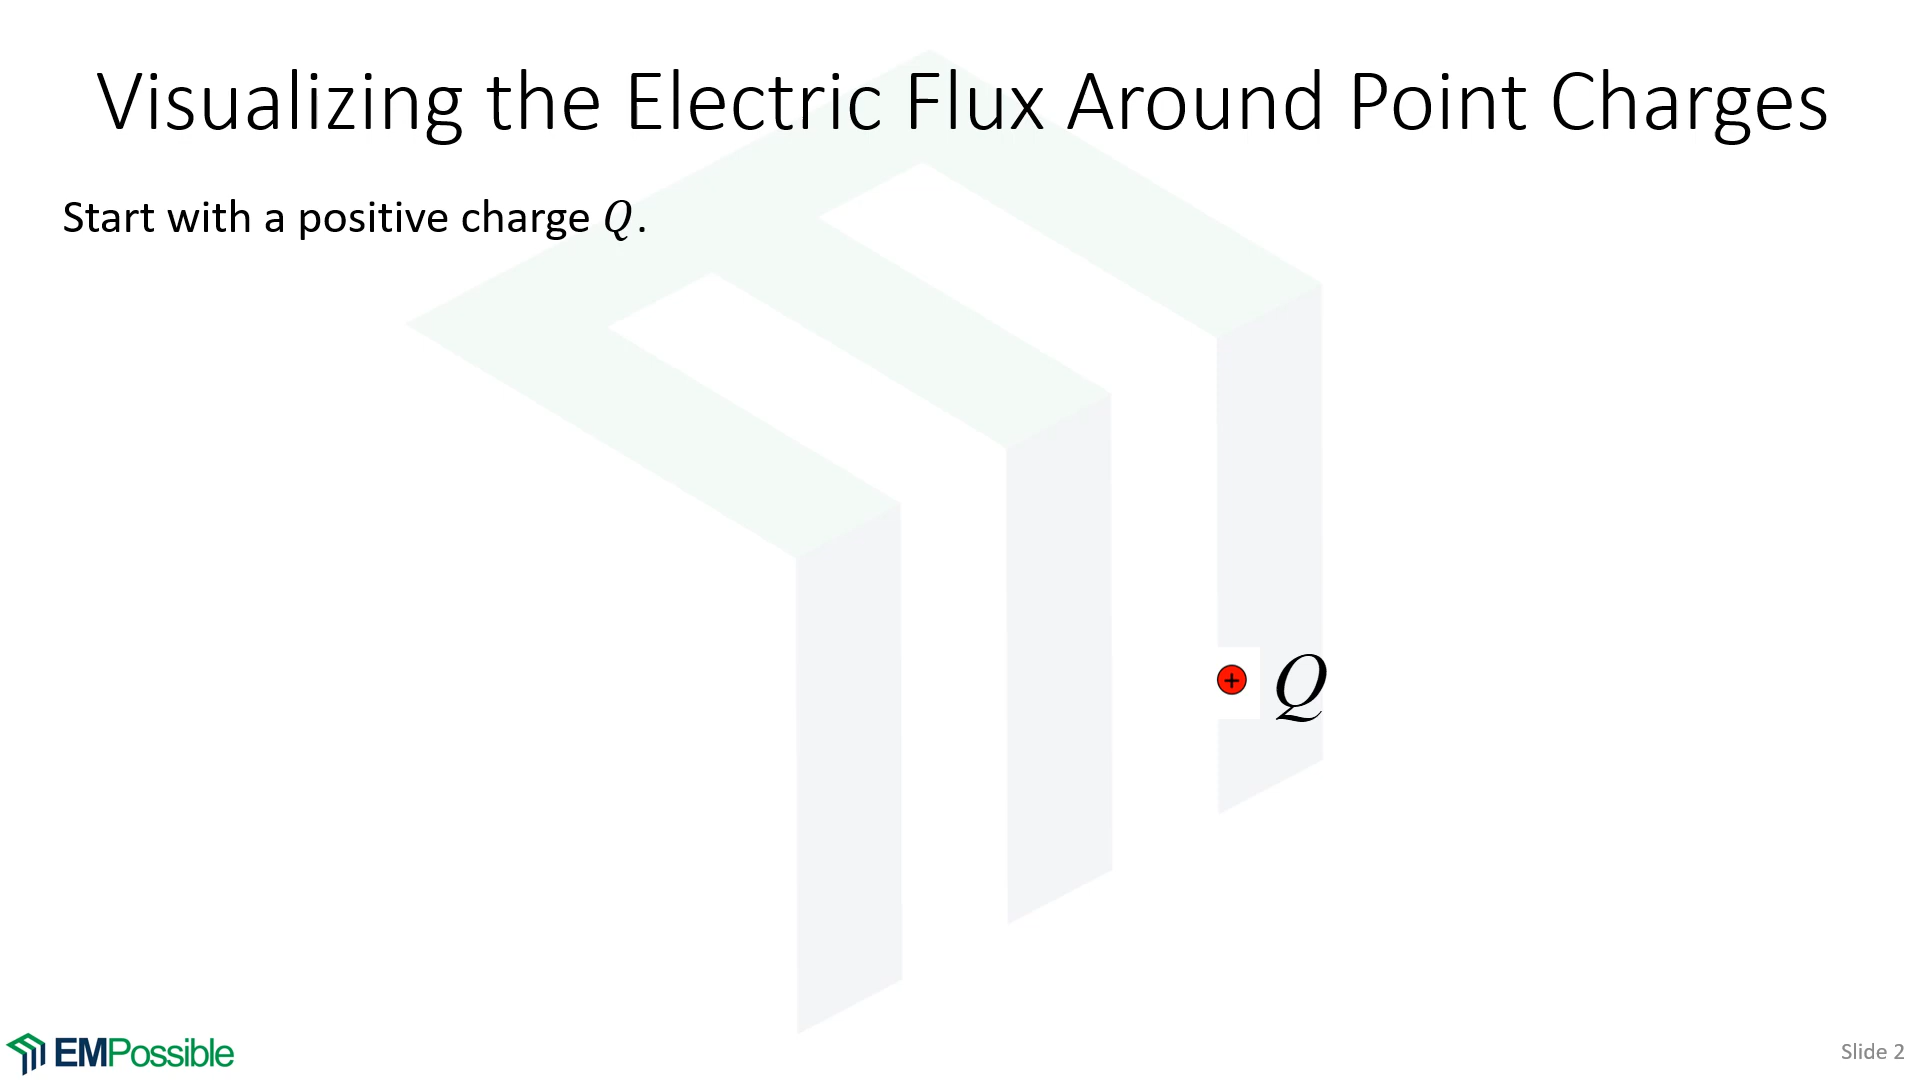 Visualizing the Electric Flux Around Point Charges
Start with a positive charge Q.
+ Q
EMPossible
Slide 2